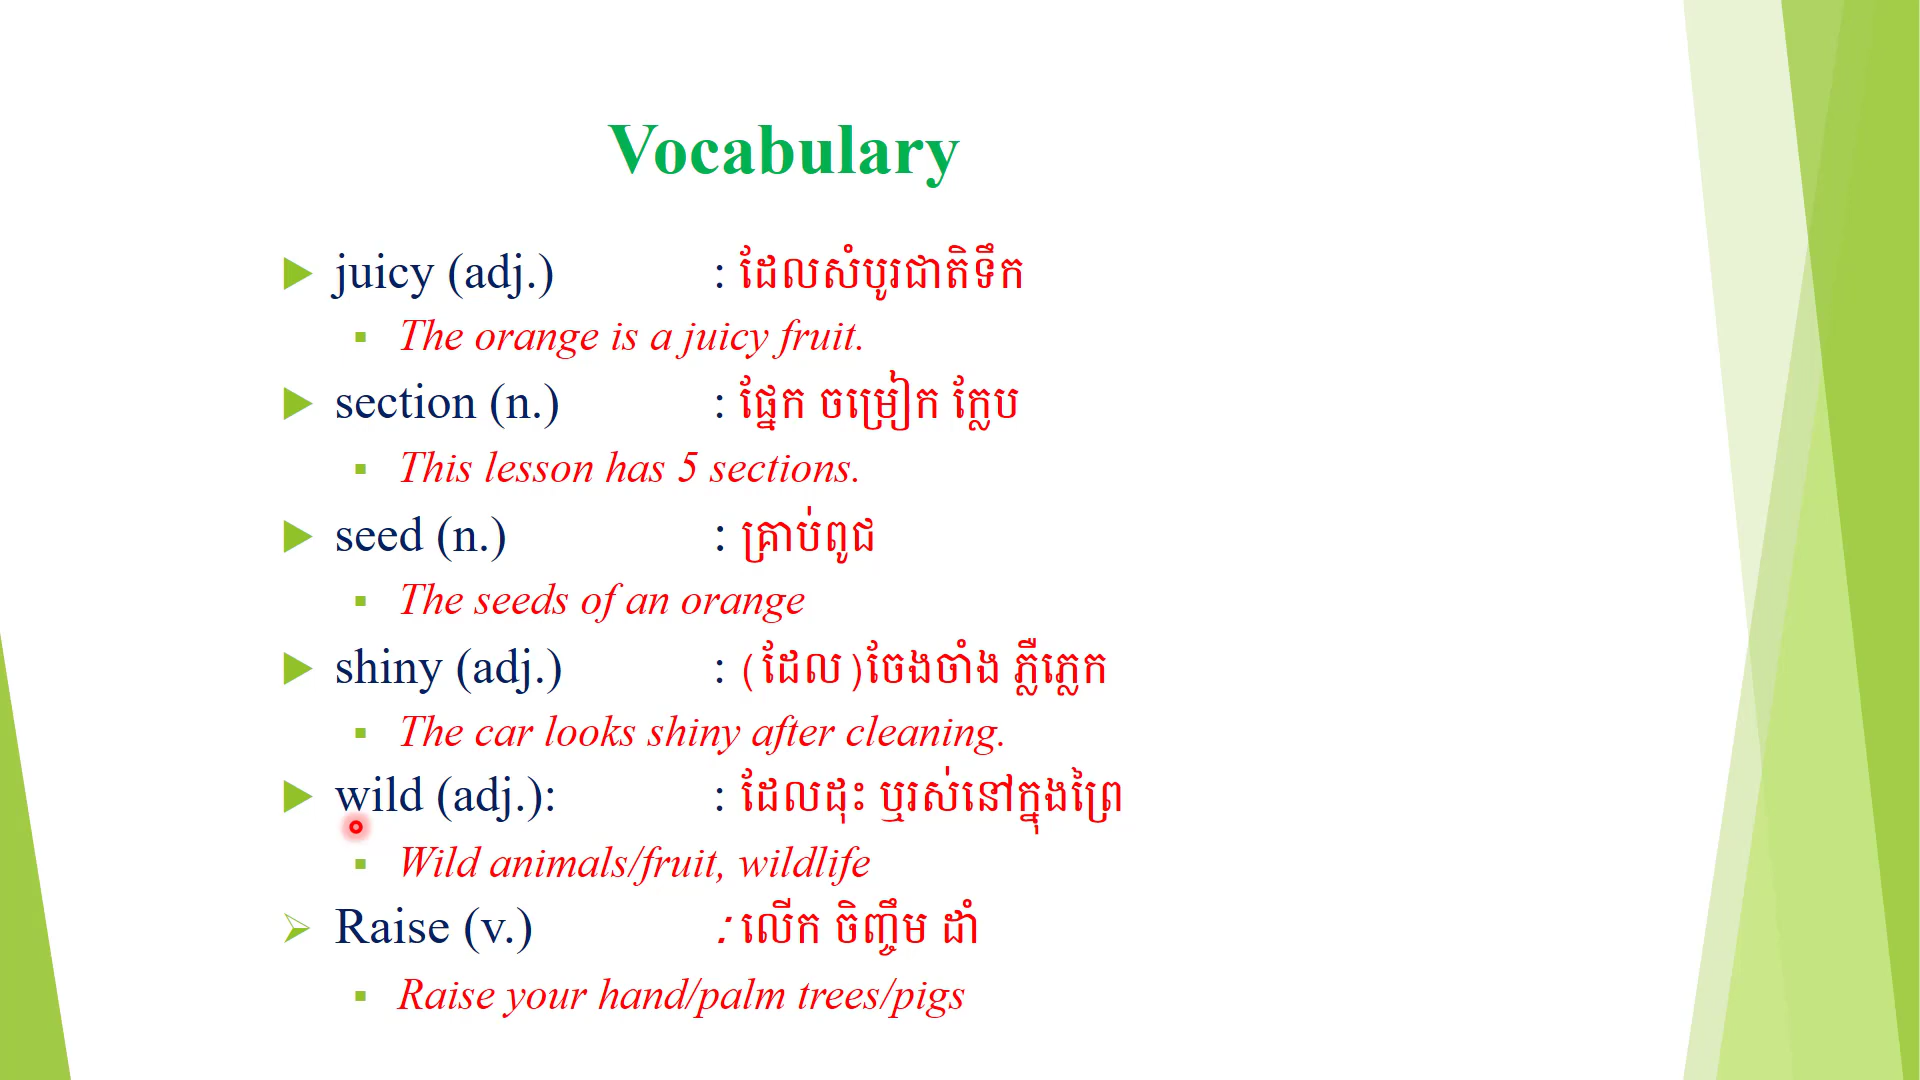 Vocabulary
juicy (adj.) : ដែលសំបូរជាតិទឹក
The orange is a juicy fruit.
section (n.) : ផ្នែក ចម្រៀក ក្លែប
This lesson has 5 sections.
seed (n.) : គ្រាប់ពូជ
The seeds of an orange
shiny (adj.) : (ដែល)ចែងចាំង ភ្លឺភ្លេក
The car looks shiny after cleaning.
wild (adj.): : ដែលដុះ ឬរស់នៅក្នុងព្រៃ
Wild animals/fruit, wildlife
Raise (v.) : លើក ចិញ្ចឹម ដាំ
Raise your hand/palm trees/pigs